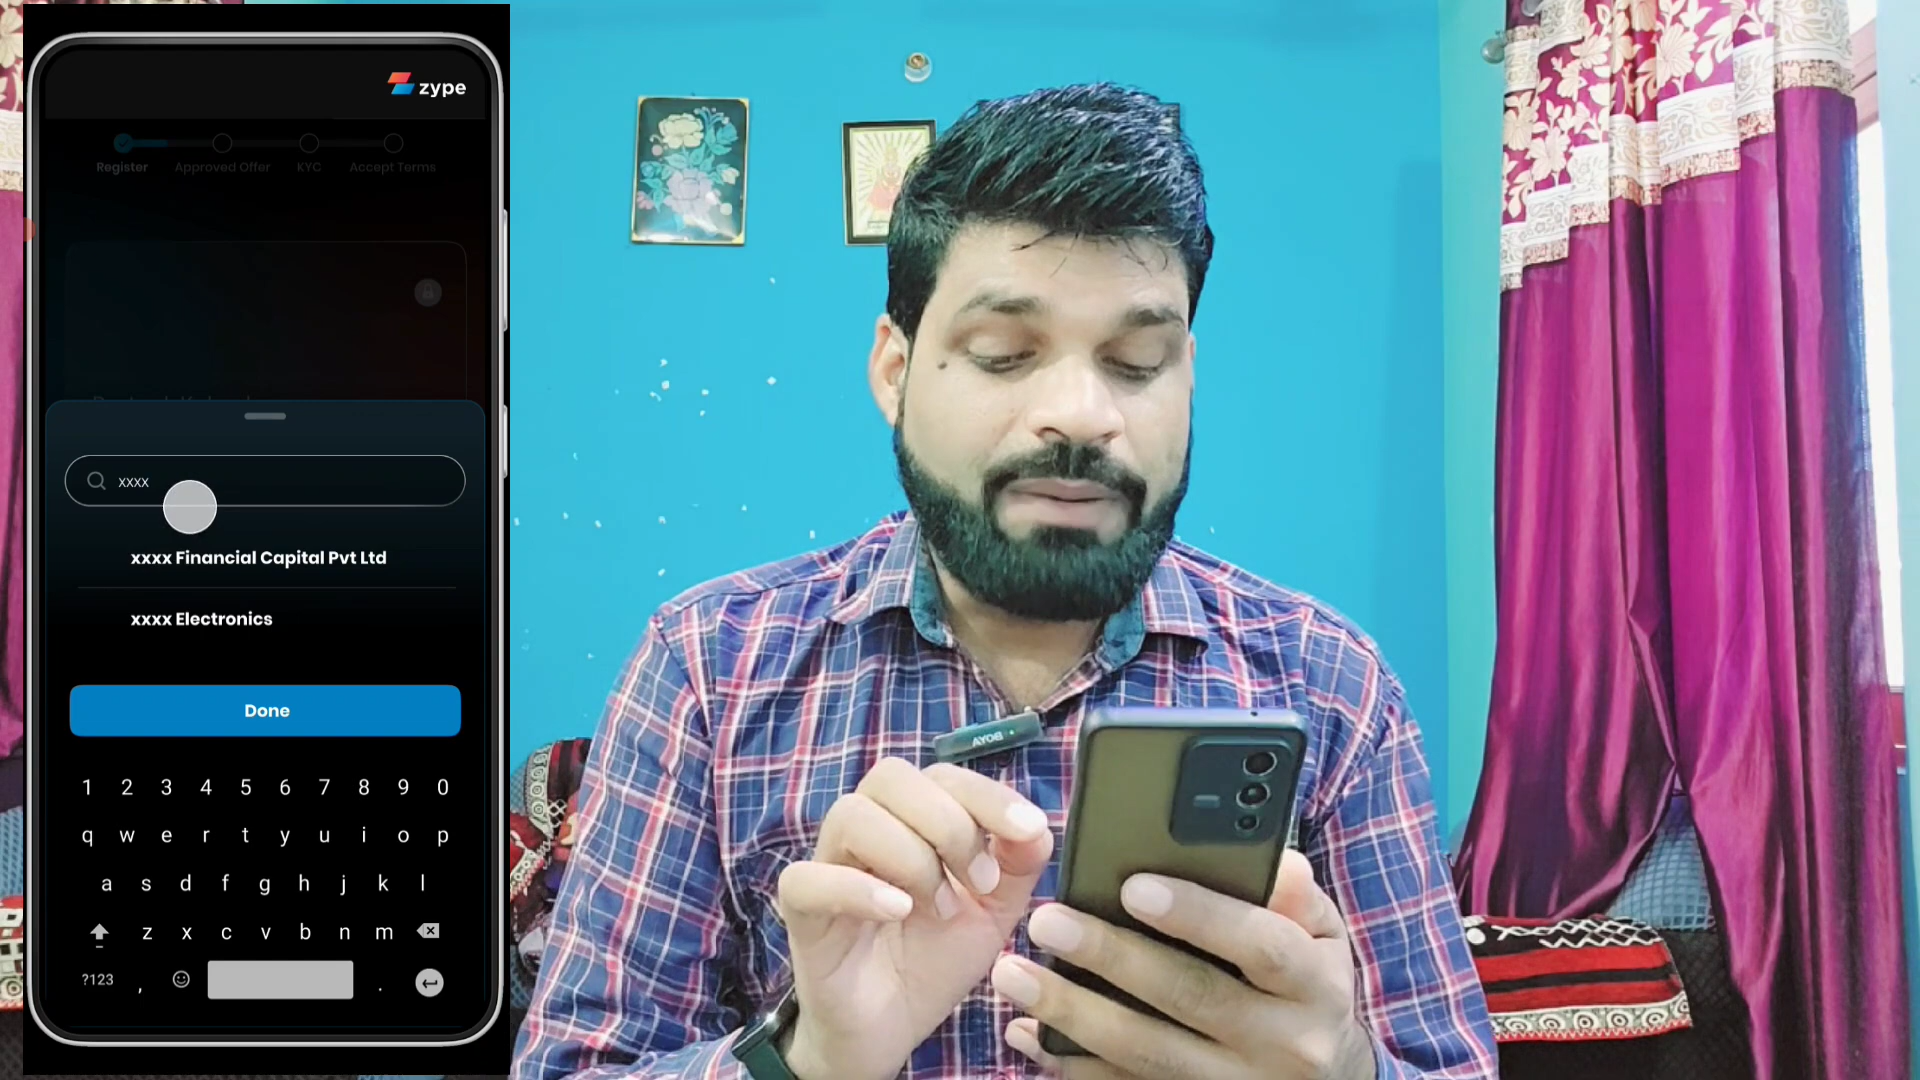 zype
Register Approved Offer KYC Accept Terms
xxxx
xxxx Financial Capital Pvt Ltd
xxxx Electronics
Done
1 2 3 4 5 6 7 8 9 0
q w e r t y u i o p
a s d f g h j k l
z x c v b n m
?123 , .
BOYA